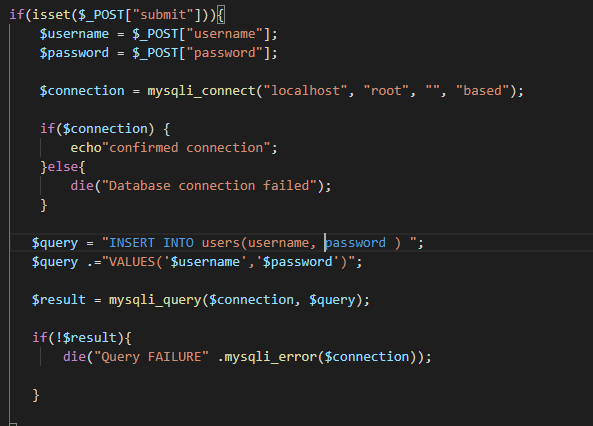 if(isset($_POST["submit"])){
$username = $_POST["username"];
$password = $_POST["password"];
$connection = mysqli_connect("localhost", "root", "", "based");
if($connection) {
echo"confirmed connection";
}else{
die("Database connection failed");
}
$query = "INSERT INTO users(username, password ) ";
$query .="VALUES('$username','$password')";
$result = mysqli_query($connection, $query);
if(!$result){
die("Query FAILURE" .mysqli_error($connection));
}